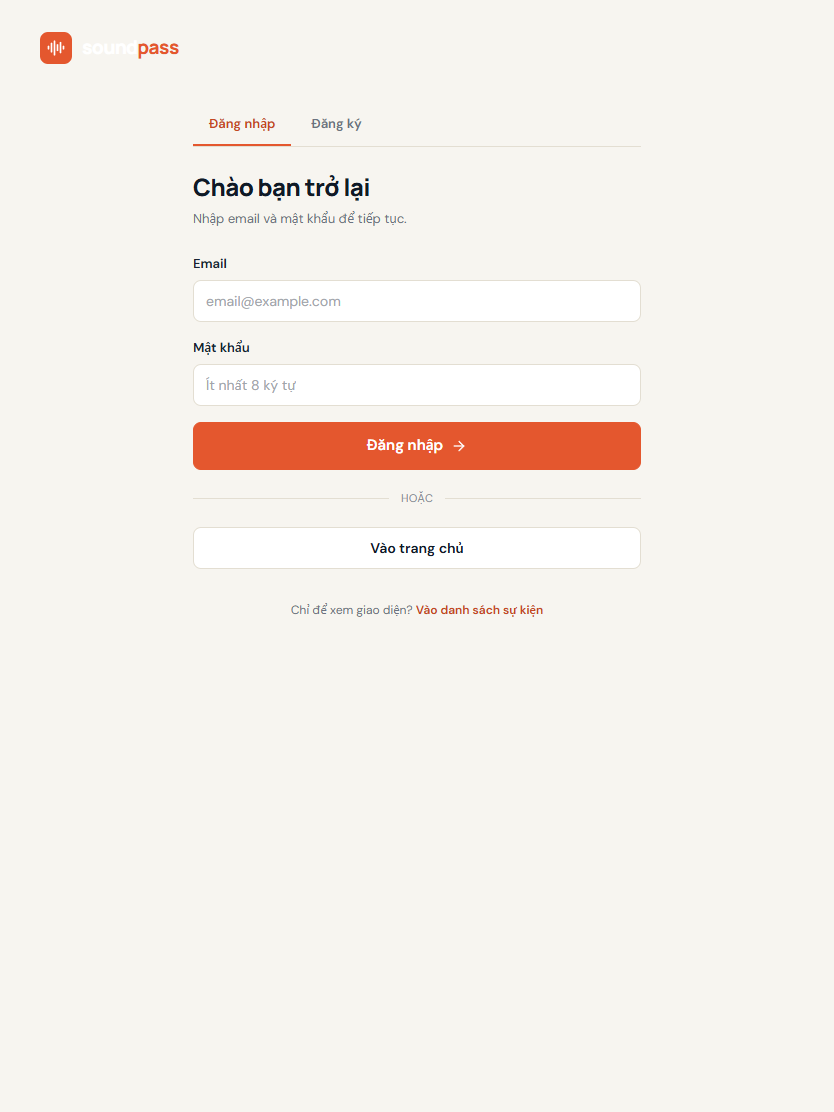 soundpass
Đăng nhập
Đăng ký
Chào bạn trở lại
Nhập email và mật khẩu để tiếp tục.
Email
email@example.com
Mật khẩu
Ít nhất 8 ký tự
Đăng nhập →
HOẶC
Vào trang chủ
Chỉ để xem giao diện? Vào danh sách sự kiện